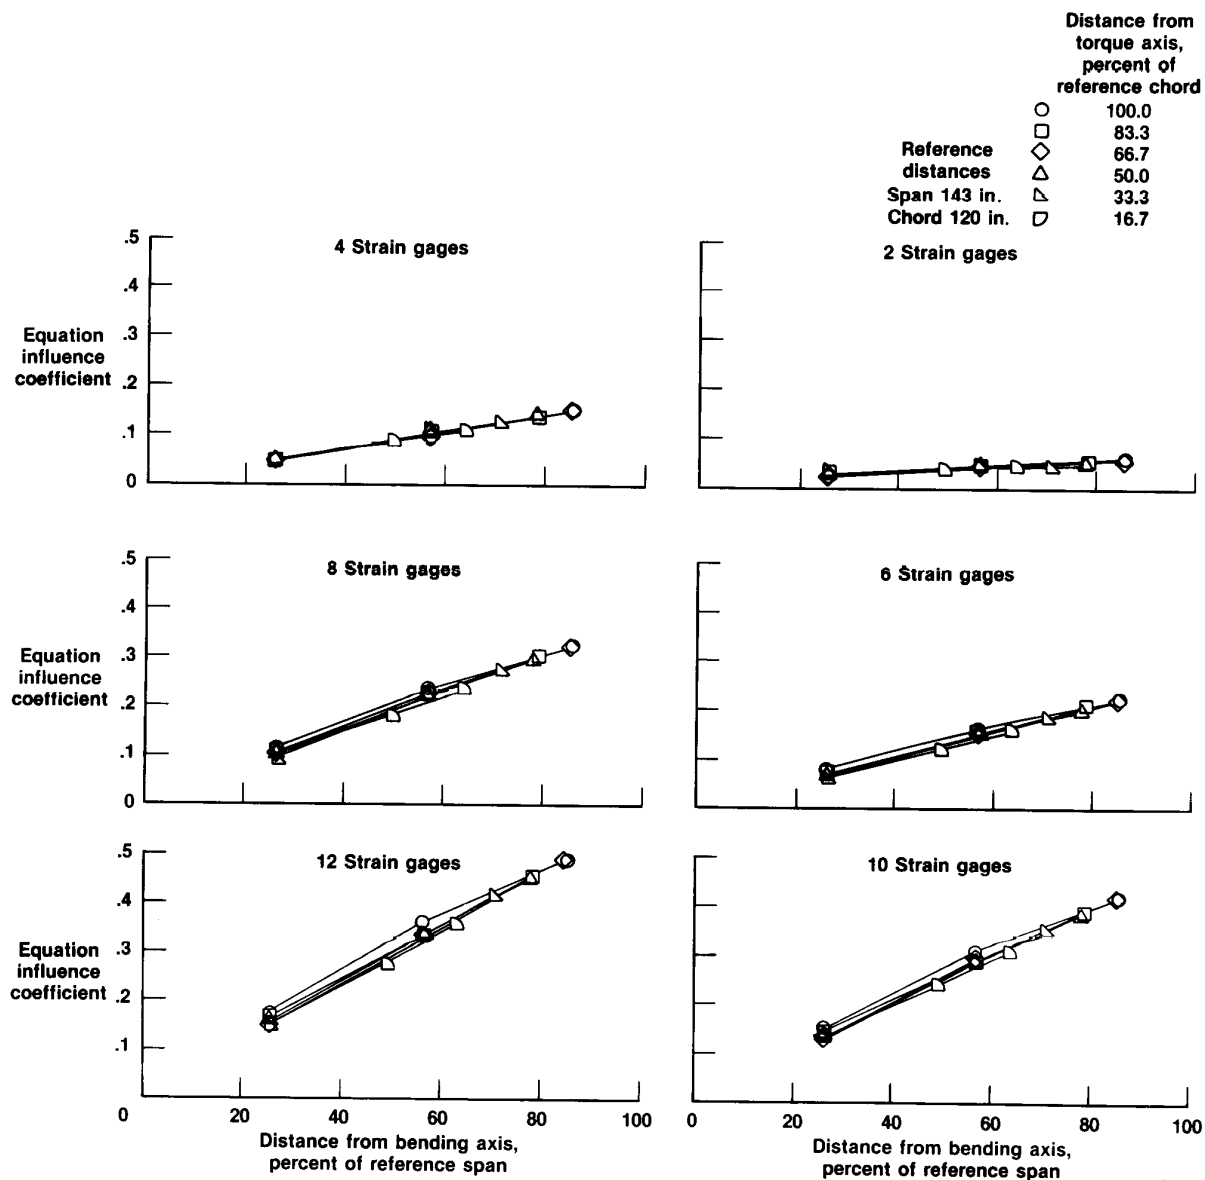 Distance from
torque axis,
percent of
reference chord
100.0
83.3
Reference 66.7
distances 50.0
Span 143 in. 33.3
Chord 120 in. 16.7
4 Strain gages
2 Strain gages
.5
.4
.3
.2
.1
0
Equation
influence
coefficient
8 Strain gages
6 Strain gages
.5
.4
.3
.2
.1
0
Equation
influence
coefficient
12 Strain gages
10 Strain gages
.5
.4
.3
.2
.1
0
Equation
influence
coefficient
20 40 60 80 100
Distance from bending axis,
percent of reference span
0 20 40 60 80 100
Distance from bending axis,
percent of reference span